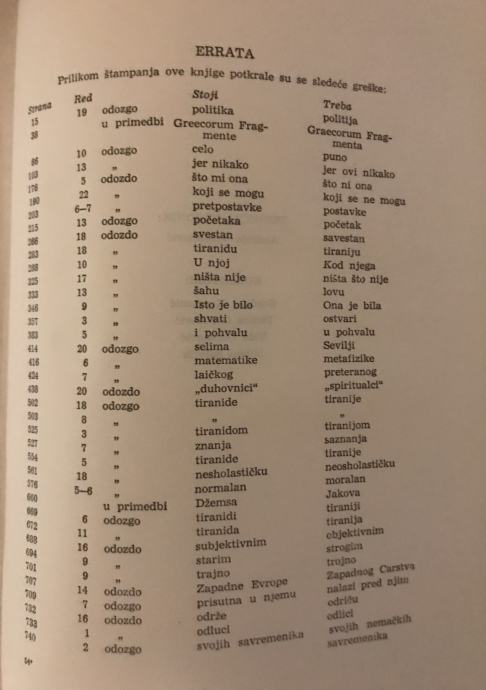 ERRATA
Prilikom štampanja ove knjige potkrale su se sledeće greške:
Strana Red Stoji Treba
15 19 odozgo politika politija
38 u primedbi Greecorum Frag- Graecorum Frag-
mente menta
86 10 odozgo celo puno
103 13 „ jer nikako jer ovi nikako
176 5 odozdo što mi ona što ni ona
190 22 „ koji se mogu koji se ne mogu
203 6–7 „ pretpostavke postavke
215 13 odozgo početaka početak
266 18 odozdo svestan savestan
283 18 „ tiranidu tiraniju
288 10 „ U njoj Kod njega
325 17 „ ništa nije ništa što nije
333 13 „ šahu lovu
346 9 „ Isto je bilo Ona je bila
357 3 „ shvati ostvari
383 5 „ i pohvalu u pohvalu
414 20 odozgo selima Sevilji
416 6 „ matematike metafizike
424 7 „ laičkog preteranog
438 20 odozdo „duhovnici“ „spiritualci“
502 18 odozgo tiranide tiranije
503 8 „ „ „
525 3 „ tiranidom tiranijom
527 7 „ znanja saznanja
554 5 „ tiranide tiranije
561 18 „ nesholastičku neosholastičku
576 5–6 „ normalan moralan
660 u primedbi Džemsa Jakova
669 6 odozgo tiranidi tiraniji
672 11 „ tiranida tiranija
688 16 odozdo subjektivnim objektivnim
694 9 „ starim strogim
701 9 „ trajno trojno
707 14 odozdo Zapadne Evrope Zapadnog Carstva
709 7 odozgo prisutna u njemu nalazi pred njim
732 16 odozdo održe odriču
733 1 „ odluci odlici
740 2 odozgo svojih savremenika svojih nemačkih
savremenika